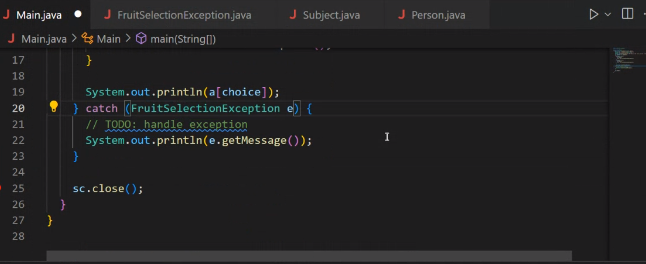 Main.java
FruitSelectionException.java
Subject.java
Person.java
Main.java > Main > main(String[])
17 }
18
19 System.out.println(a[choice]);
20 } catch (FruitSelectionException e) {
21 // TODO: handle exception
22 System.out.println(e.getMessage());
23 }
24
25 sc.close();
26 }
27 }
28